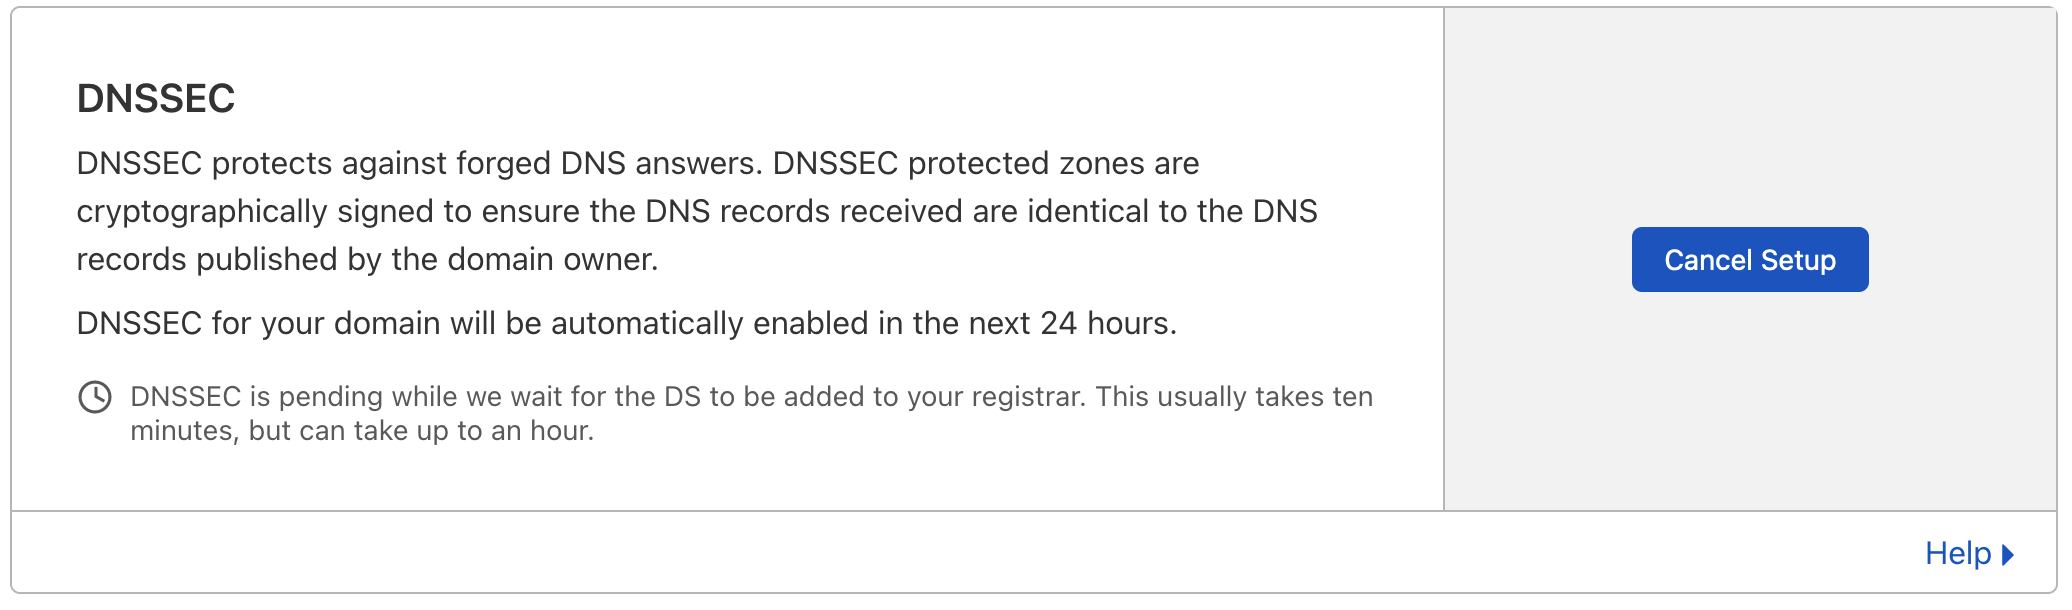 DNSSEC
DNSSEC protects against forged DNS answers. DNSSEC protected zones are
cryptographically signed to ensure the DNS records received are identical to the DNS
records published by the domain owner.
DNSSEC for your domain will be automatically enabled in the next 24 hours.
DNSSEC is pending while we wait for the DS to be added to your registrar. This usually takes ten
minutes, but can take up to an hour.
Cancel Setup
Help